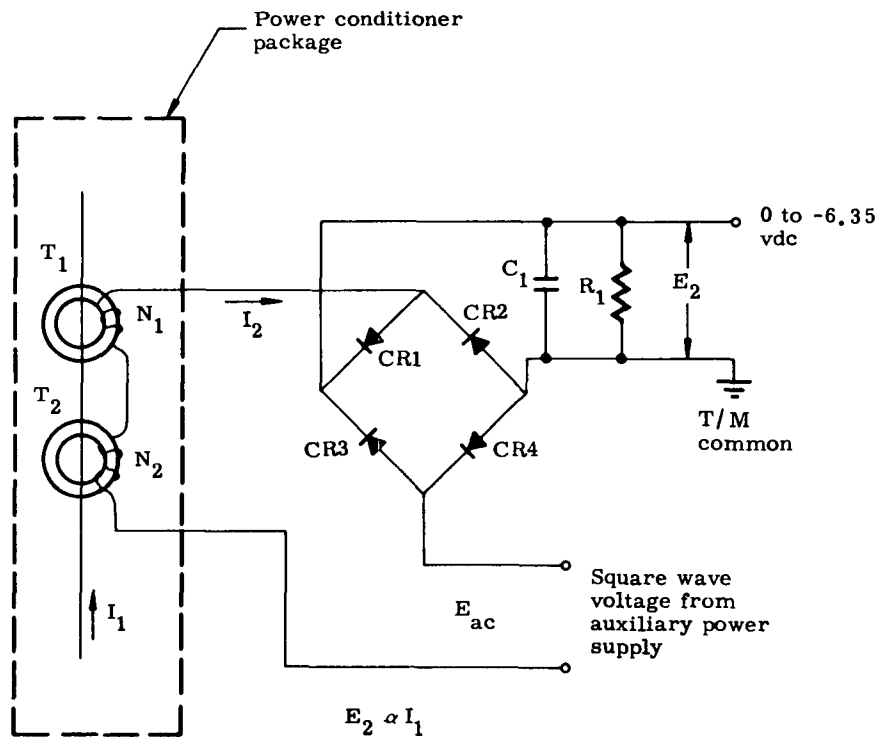 Power conditioner
package
0 to -6.35
vdc
T1
C1
R1
E2
N1
I2
CR2
CR1
T2
T/M
common
CR3
CR4
N2
Square wave
voltage from
auxiliary power
supply
Eac
I1
E2 α I1